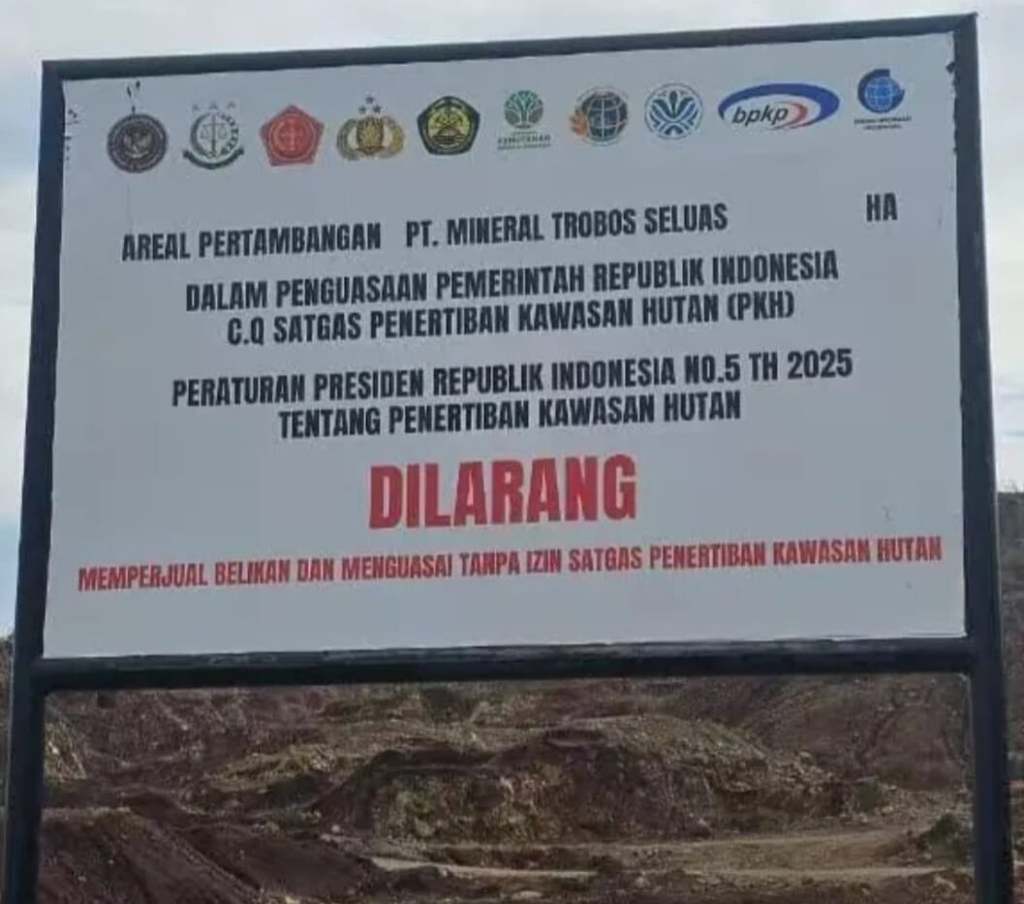 bpkp
AREAL PERTAMBANGAN PT. MINERAL TROBOS SELUAS HA
DALAM PENGUASAAN PEMERINTAH REPUBLIK INDONESIA
C.Q SATGAS PENERTIBAN KAWASAN HUTAN (PKH)
PERATURAN PRESIDEN REPUBLIK INDONESIA NO.5 TH 2025
TENTANG PENERTIBAN KAWASAN HUTAN
DILARANG
MEMPERJUAL BELIKAN DAN MENGUASAI TANPA IZIN SATGAS PENERTIBAN KAWASAN HUTAN